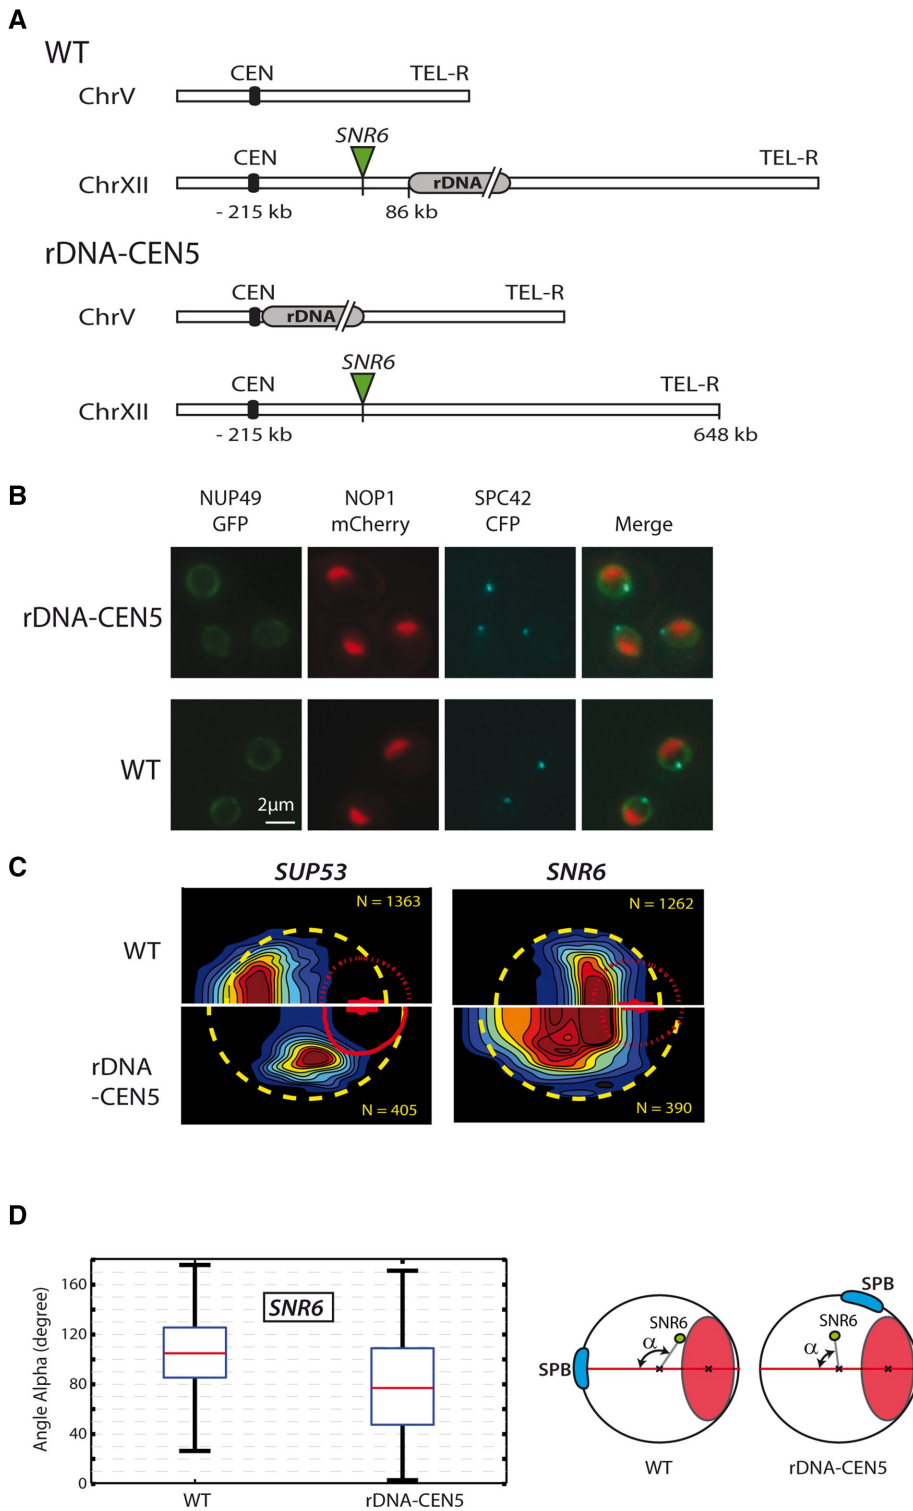 A
WT
CEN TEL-R
ChrV
SNR6
CEN TEL-R
ChrXII rDNA
- 215 kb 86 kb
rDNA-CEN5
CEN TEL-R
ChrV rDNA
SNR6
CEN TEL-R
ChrXII
- 215 kb 648 kb
B
NUP49 NOP1 SPC42
GFP mCherry CFP Merge
rDNA-CEN5
WT
2μm
C
SUP53 SNR6
N = 1363 N = 1262
WT
rDNA
-CEN5
N = 405 N = 390
D
Angle Alpha (degree)
160
120
80
40
0
SNR6
WT rDNA-CEN5
SPB
SNR6 SNR6
α α
SPB
WT rDNA-CEN5